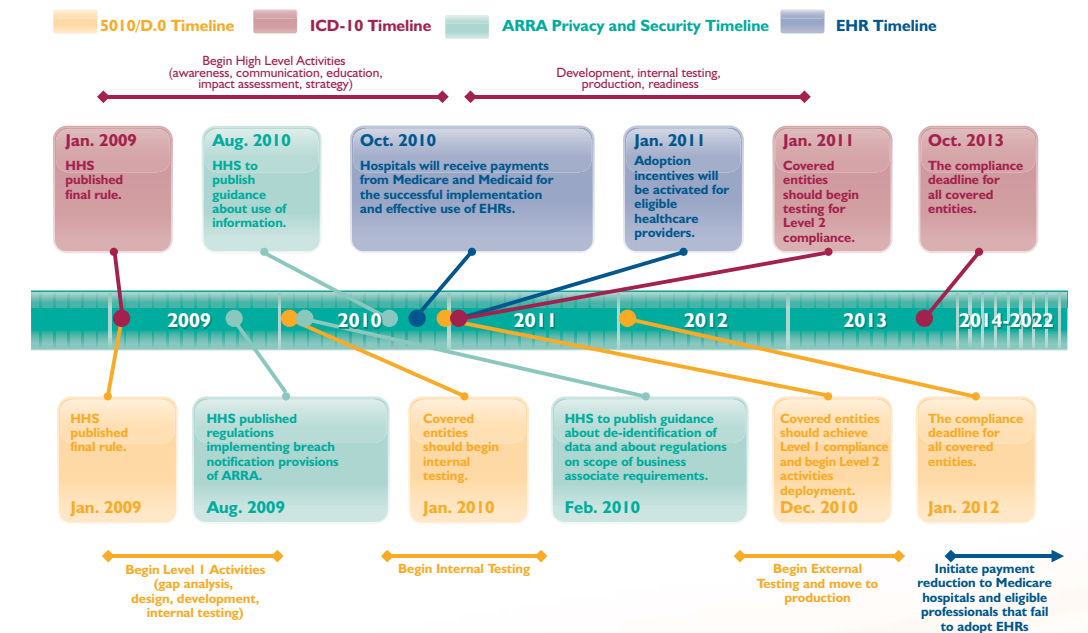 5010/D.0 Timeline
ICD-10 Timeline
ARRA Privacy and Security Timeline
EHR Timeline
Begin High Level Activities
(awareness, communication, education,
impact assessment, strategy)
Development, internal testing,
production, readiness
Jan. 2009
HHS
published
final rule.
Aug. 2010
HHS to
publish
guidance
about use of
information.
Oct. 2010
Hospitals will receive payments
from Medicare and Medicaid for
the successful implementation
and effective use of EHRs.
Jan. 2011
Adoption
incentives will
be activated for
eligible
healthcare
providers.
Jan. 2011
Covered
entities
should begin
testing for
Level 2
compliance.
Oct. 2013
The compliance
deadline for
all covered
entities.
2009
2010
2011
2012
2013
2014-2022
HHS
published
final rule.
Jan. 2009
HHS published
regulations
implementing breach
notification provisions
of ARRA.
Aug. 2009
Covered
entities
should begin
internal
testing.
Jan. 2010
HHS to publish guidance
about de-identification of
data and about regulations
on scope of business
associate requirements.
Feb. 2010
Covered entities
should achieve
Level 1 compliance
and begin Level 2
activities
deployment.
Dec. 2010
The compliance
deadline for
all covered
entities.
Jan. 2012
Begin Level 1 Activities
(gap analysis,
design, development,
internal testing)
Begin Internal Testing
Begin External
Testing and move to
production
Initiate payment
reduction to Medicare
hospitals and eligible
professionals that fail
to adopt EHRs